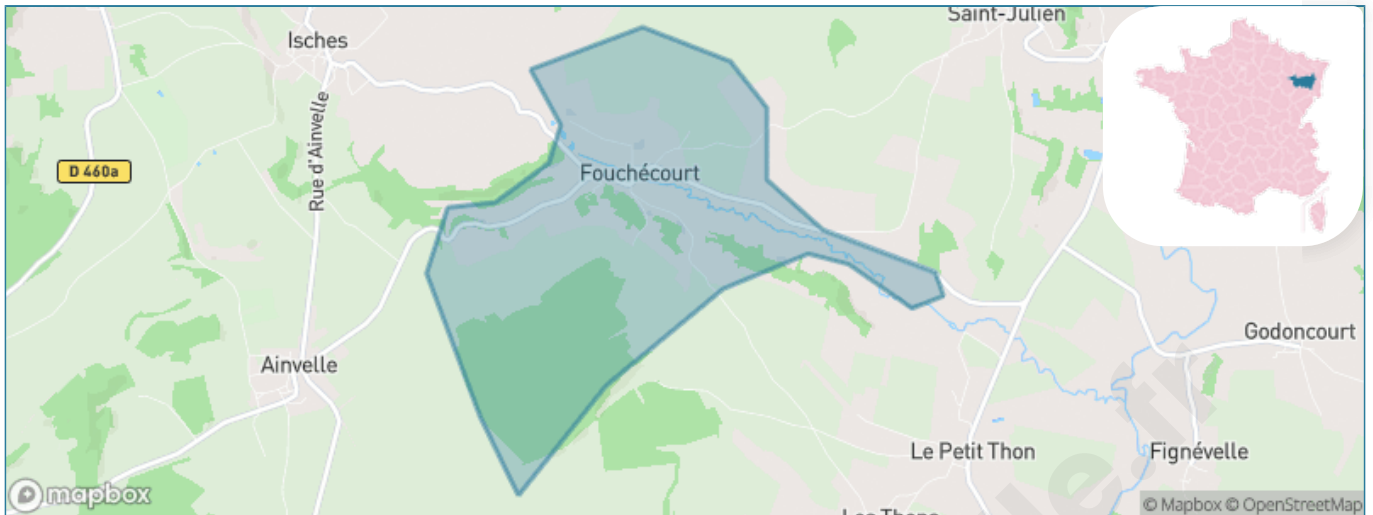 Saint-Julien
Isches
D 460a
Rue d'Ainvelle
Fouchécourt
Godoncourt
Ainvelle
Le Petit Thon
Fignévelle
mapbox
© Mapbox © OpenStreetMap